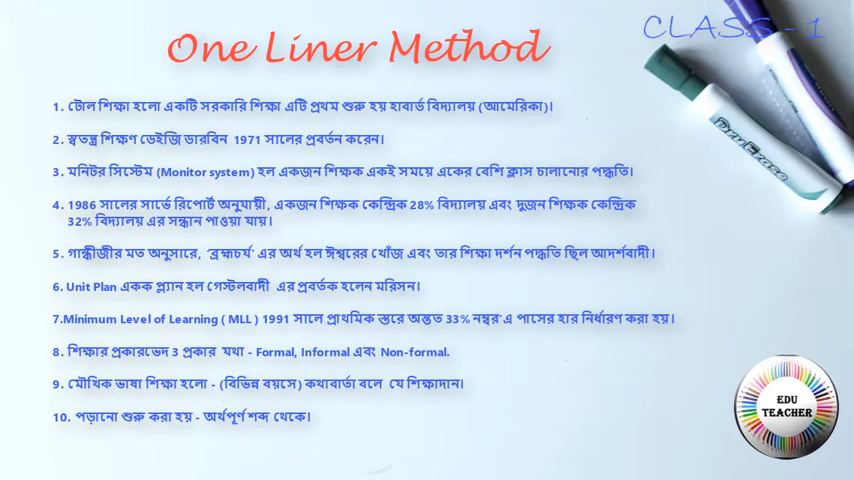 CLASS - 1
One Liner Method
1. টোল শিক্ষা হলো একটি সরকারি শিক্ষা এটি প্রথম শুরু হয় হাবার্ড বিদ্যালয় (আমেরিকা)।
2. স্বতন্ত্র শিক্ষণ ডেইজি ডারবিন 1971 সালের প্রবর্তন করেন।
3. মনিটর সিস্টেম (Monitor system) হল একজন শিক্ষক একই সময়ে একের বেশি ক্লাস চালানোর পদ্ধতি।
4. 1986 সালের সার্ভে রিপোর্ট অনুযায়ী, একজন শিক্ষক কেন্দ্রিক 28% বিদ্যালয় এবং দুজন শিক্ষক কেন্দ্রিক
32% বিদ্যালয় এর সন্ধান পাওয়া যায়।
5. গান্ধীজীর মত অনুসারে, 'ব্রহ্মচর্য' এর অর্থ হল ঈশ্বরের খোঁজ এবং তার শিক্ষা দর্শন পদ্ধতি ছিল আদর্শবাদী।
6. Unit Plan একক প্ল্যান হল গেস্টলবাদী এর প্রবর্তক হলেন মরিসন।
7.Minimum Level of Learning ( MLL ) 1991 সালে প্রাথমিক স্তরে অন্তত 33% নম্বর'এ পাসের হার নির্ধারণ করা হয়।
8. শিক্ষার প্রকারভেদ 3 প্রকার যথা - Formal, Informal এবং Non-formal.
9. মৌখিক ভাষা শিক্ষা হলো - (বিভিন্ন বয়সে) কথাবার্তা বলে যে শিক্ষাদান।
10. পড়ানো শুরু করা হয় - অর্থপূর্ণ শব্দ থেকে।
DryErase
EDU
TEACHER